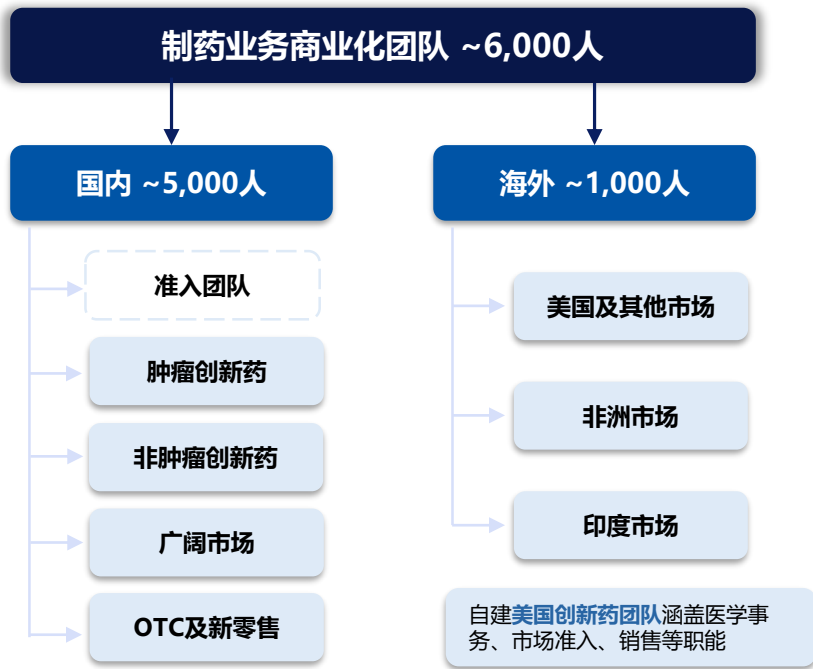 制药业务商业化团队 ~6,000人
国内 ~5,000人
准入团队
肿瘤创新药
非肿瘤创新药
广阔市场
OTC及新零售
海外 ~1,000人
美国及其他市场
非洲市场
印度市场
自建美国创新药团队涵盖医学事
务、市场准入、销售等职能